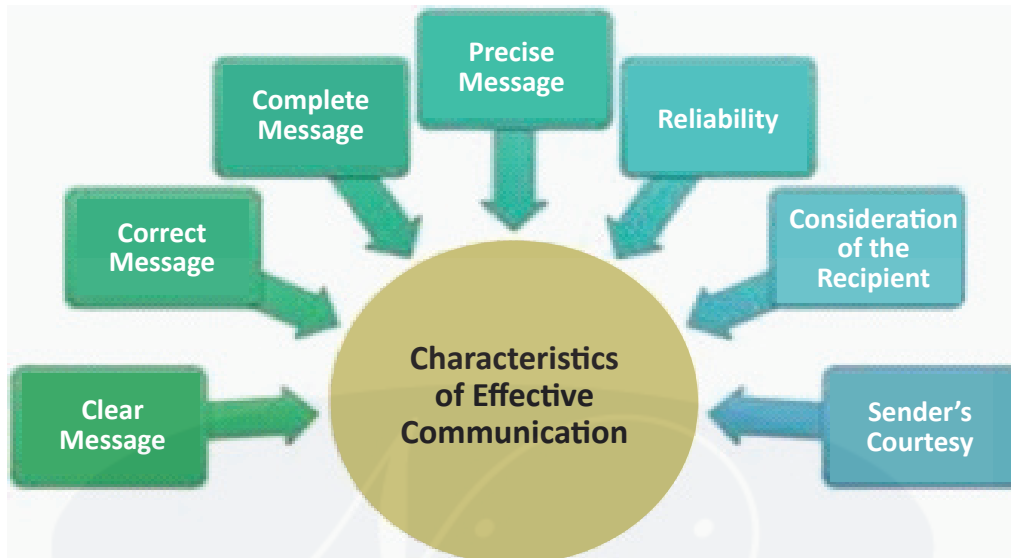 Clear
Message
Correct
Message
Complete
Message
Precise
Message
Reliability
Consideration
of the
Recipient
Sender's
Courtesy
Characteristics
of Effective
Communication